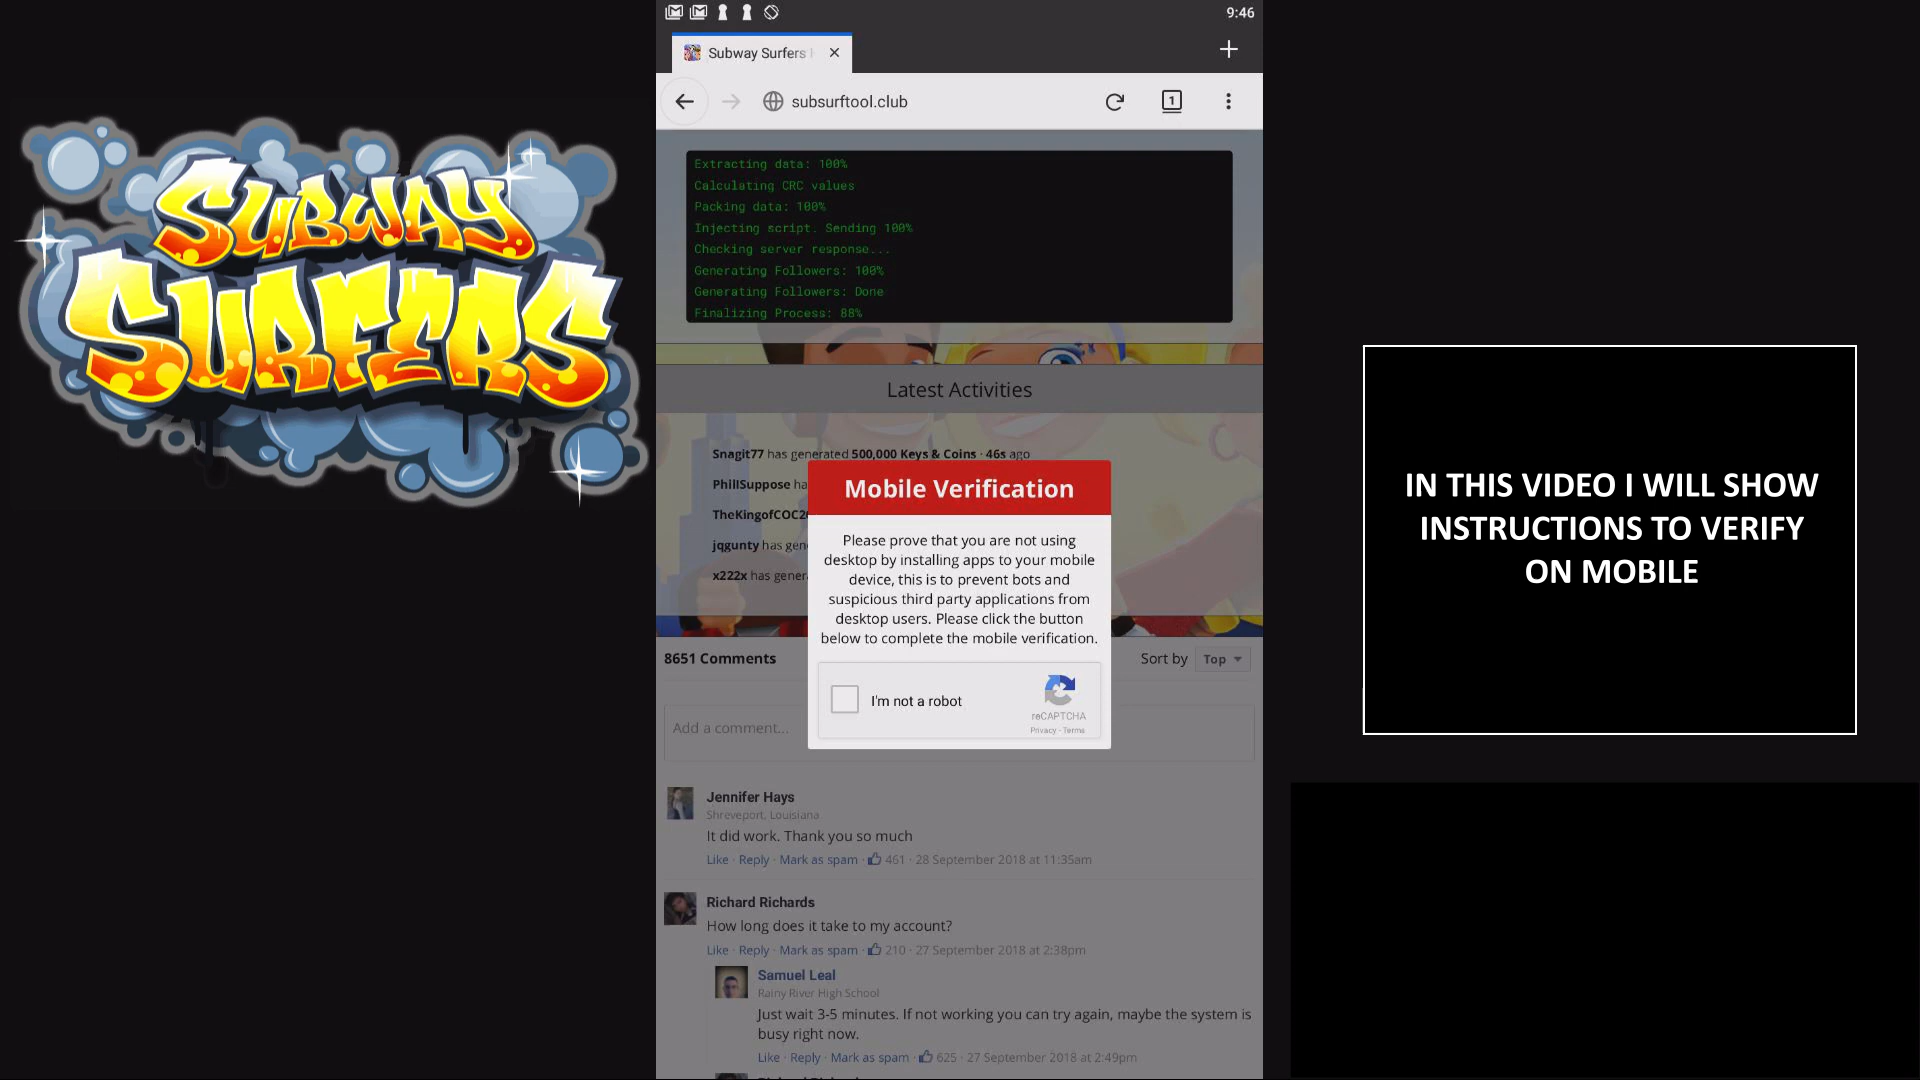 SUBWAY
SURFERS
9:46
Subway Surfers
subsurftool.club
1
Extracting data: 100%
Calculating CRC values
Packing data: 100%
Injecting script. Sending 100%
Checking server response...
Generating Followers: 100%
Generating Followers: Done
Finalizing Process: 88%
Latest Activities
Snagit77 has generated 500,000 Keys & Coins · 46s ago
PhillSuppose ha
TheKingofCOC2
jqgunty has gen
x222x has gener
Mobile Verification
Please prove that you are not using
desktop by installing apps to your mobile
device, this is to prevent bots and
suspicious third party applications from
desktop users. Please click the button
below to complete the mobile verification.
I'm not a robot
reCAPTCHA
Privacy - Terms
8651 Comments
Sort by Top
Add a comment...
Jennifer Hays
Shreveport, Louisiana
It did work. Thank you so much
Like · Reply · Mark as spam · 461 · 28 September 2018 at 11:35am
Richard Richards
How long does it take to my account?
Like · Reply · Mark as spam · 210 · 27 September 2018 at 2:38pm
Samuel Leal
Rainy River High School
Just wait 3-5 minutes. If not working you can try again, maybe the system is
busy right now.
Like · Reply · Mark as spam · 625 · 27 September 2018 at 2:49pm
IN THIS VIDEO I WILL SHOW
INSTRUCTIONS TO VERIFY
ON MOBILE